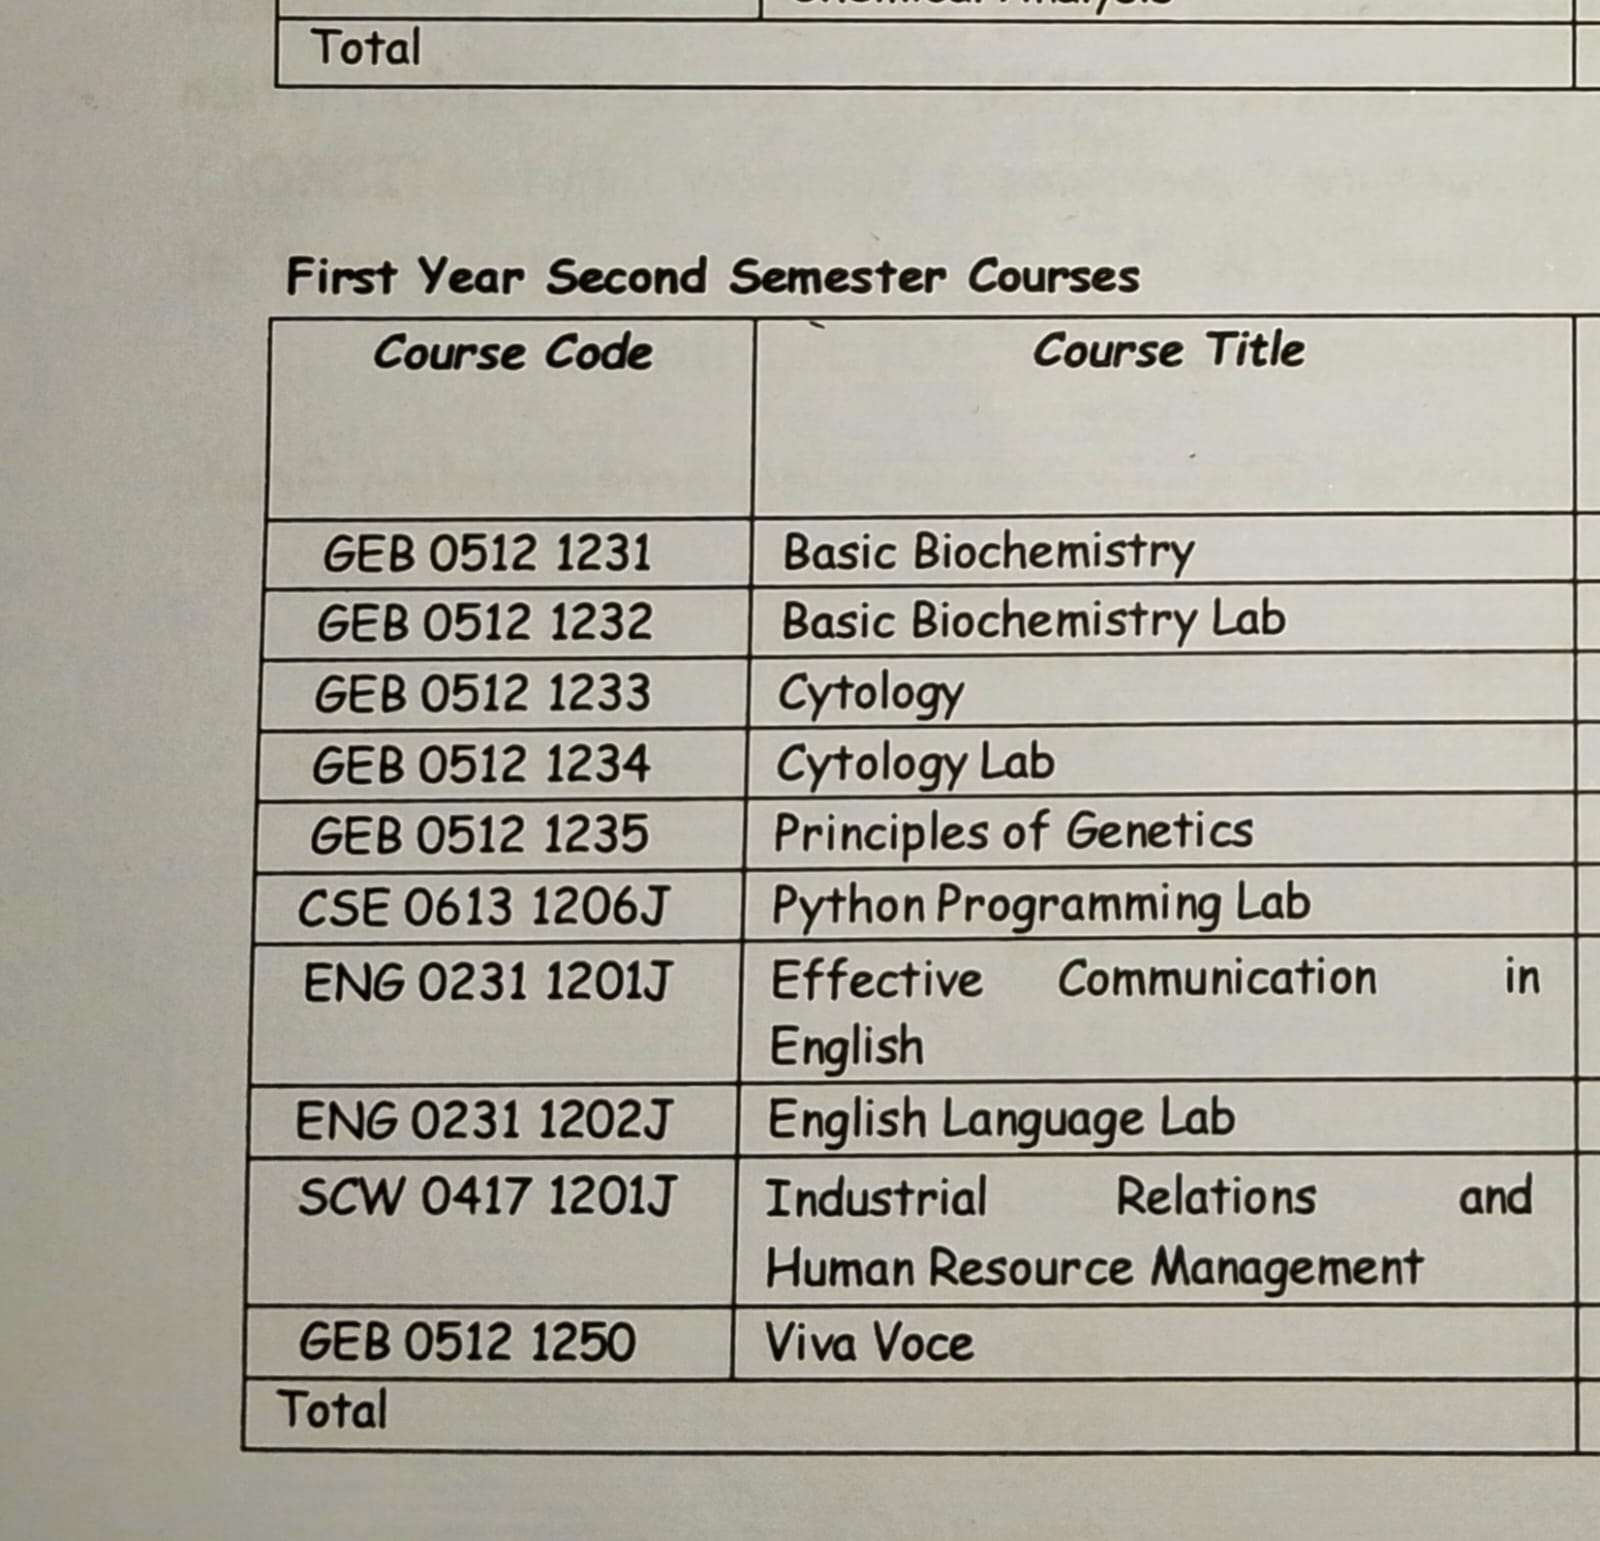 Total
First Year Second Semester Courses
Course Code Course Title
GEB 0512 1231 Basic Biochemistry
GEB 0512 1232 Basic Biochemistry Lab
GEB 0512 1233 Cytology
GEB 0512 1234 Cytology Lab
GEB 0512 1235 Principles of Genetics
CSE 0613 1206J Python Programming Lab
ENG 0231 1201J Effective Communication in
English
ENG 0231 1202J English Language Lab
SCW 0417 1201J Industrial Relations and
Human Resource Management
GEB 0512 1250 Viva Voce
Total